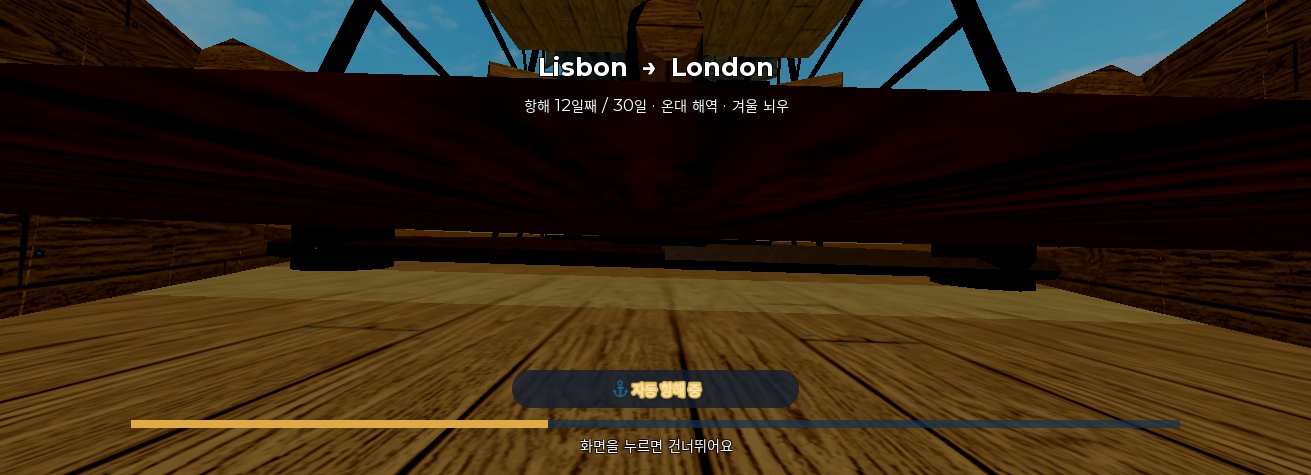 Lisbon → London
항해 12일째 / 30일 · 온대 해역 · 겨울 뇌우
⚓ 자동 항해 중
화면을 누르면 건너뛰어요